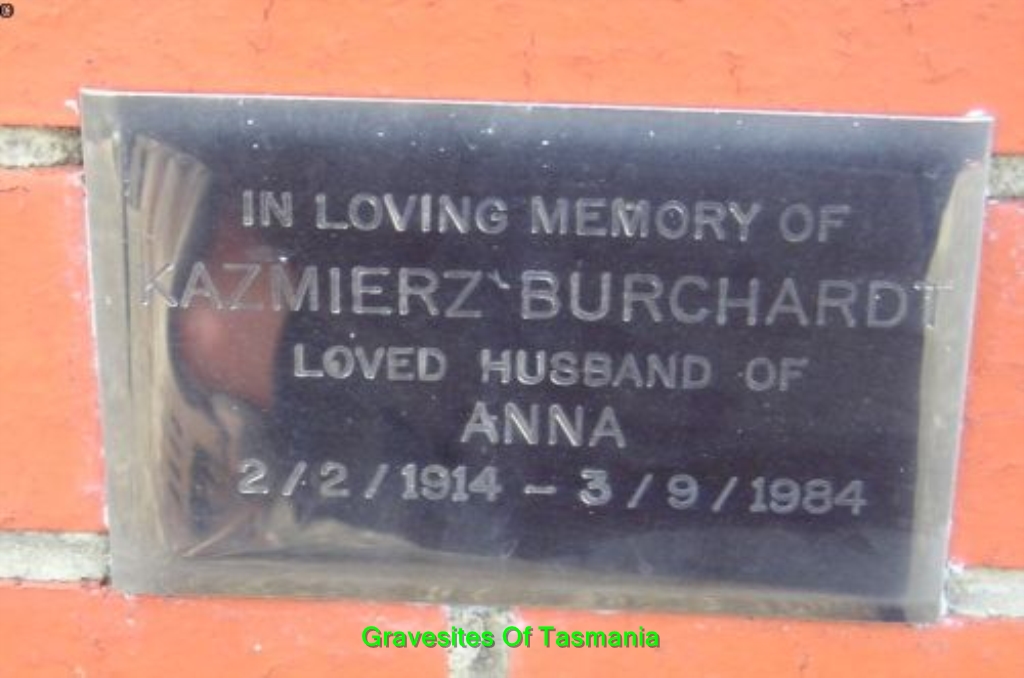 IN LOVING MEMORY OF
KAZMIERZ BURCHARDT
LOVED HUSBAND OF
ANNA
2/2/1914 - 3/9/1984
Gravesites Of Tasmania